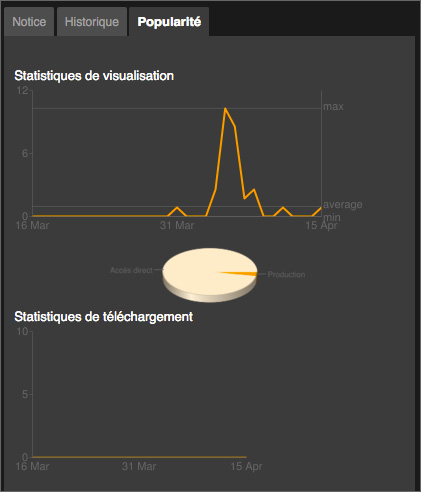 Notice Historique Popularité
Statistiques de visualisation
12
max
6
average
0
min
16 Mar 31 Mar 15 Apr
Accès direct
Production
Statistiques de téléchargement
10
5
0
16 Mar 31 Mar 15 Apr